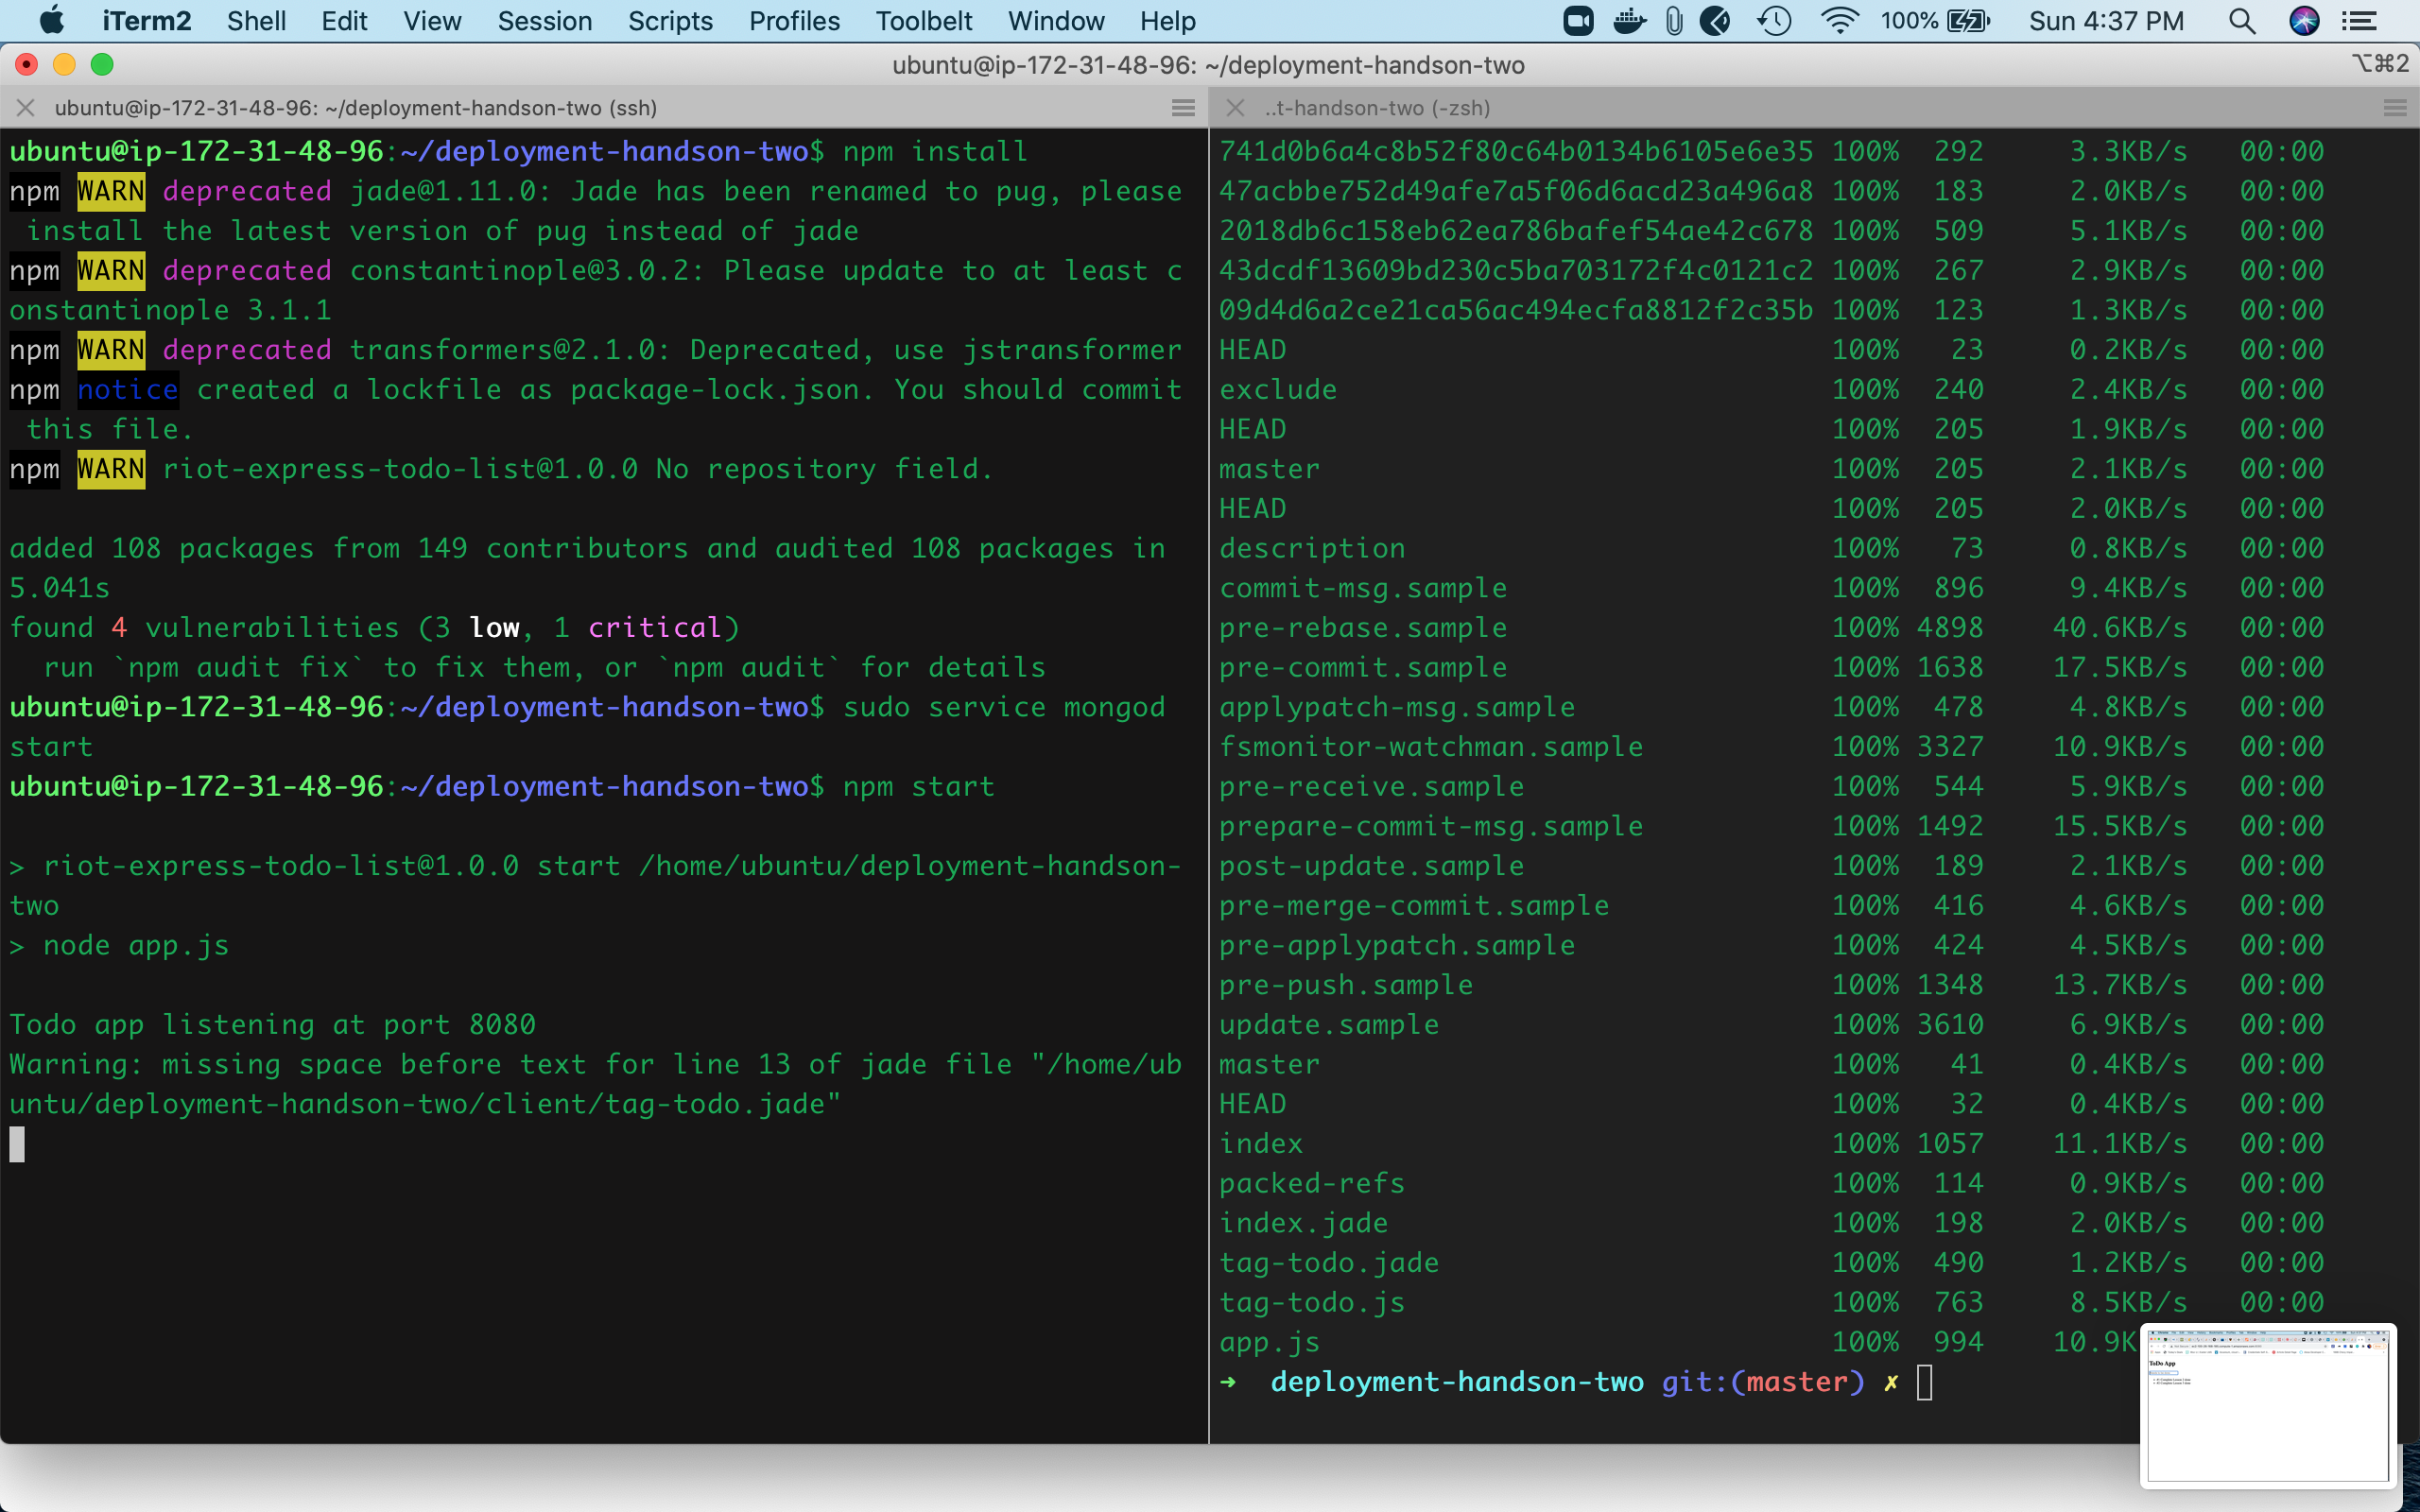 iTerm2 Shell Edit View Session Scripts Profiles Toolbelt Window Help 100% Sun 4:37 PM
ubuntu@ip-172-31-48-96: ~/deployment-handson-two ⌥⌘2
ubuntu@ip-172-31-48-96: ~/deployment-handson-two (ssh)
ubuntu@ip-172-31-48-96:~/deployment-handson-two$ npm install
npm WARN deprecated jade@1.11.0: Jade has been renamed to pug, please
install the latest version of pug instead of jade
npm WARN deprecated constantinople@3.0.2: Please update to at least c
onstantinople 3.1.1
npm WARN deprecated transformers@2.1.0: Deprecated, use jstransformer
npm notice created a lockfile as package-lock.json. You should commit
this file.
npm WARN riot-express-todo-list@1.0.0 No repository field.
added 108 packages from 149 contributors and audited 108 packages in
5.041s
found 4 vulnerabilities (3 low, 1 critical)
run `npm audit fix` to fix them, or `npm audit` for details
ubuntu@ip-172-31-48-96:~/deployment-handson-two$ sudo service mongod
start
ubuntu@ip-172-31-48-96:~/deployment-handson-two$ npm start
> riot-express-todo-list@1.0.0 start /home/ubuntu/deployment-handson-
two
> node app.js
Todo app listening at port 8080
Warning: missing space before text for line 13 of jade file "/home/ub
untu/deployment-handson-two/client/tag-todo.jade"
..t-handson-two (-zsh)
741d0b6a4c8b52f80c64b0134b6105e6e35 100% 292 3.3KB/s 00:00
47acbbe752d49afe7a5f06d6acd23a496a8 100% 183 2.0KB/s 00:00
2018db6c158eb62ea786bafef54ae42c678 100% 509 5.1KB/s 00:00
43dcdf13609bd230c5ba703172f4c0121c2 100% 267 2.9KB/s 00:00
09d4d6a2ce21ca56ac494ecfa8812f2c35b 100% 123 1.3KB/s 00:00
HEAD 100% 23 0.2KB/s 00:00
exclude 100% 240 2.4KB/s 00:00
HEAD 100% 205 1.9KB/s 00:00
master 100% 205 2.1KB/s 00:00
HEAD 100% 205 2.0KB/s 00:00
description 100% 73 0.8KB/s 00:00
commit-msg.sample 100% 896 9.4KB/s 00:00
pre-rebase.sample 100% 4898 40.6KB/s 00:00
pre-commit.sample 100% 1638 17.5KB/s 00:00
applypatch-msg.sample 100% 478 4.8KB/s 00:00
fsmonitor-watchman.sample 100% 3327 10.9KB/s 00:00
pre-receive.sample 100% 544 5.9KB/s 00:00
prepare-commit-msg.sample 100% 1492 15.5KB/s 00:00
post-update.sample 100% 189 2.1KB/s 00:00
pre-merge-commit.sample 100% 416 4.6KB/s 00:00
pre-applypatch.sample 100% 424 4.5KB/s 00:00
pre-push.sample 100% 1348 13.7KB/s 00:00
update.sample 100% 3610 6.9KB/s 00:00
master 100% 41 0.4KB/s 00:00
HEAD 100% 32 0.4KB/s 00:00
index 100% 1057 11.1KB/s 00:00
packed-refs 100% 114 0.9KB/s 00:00
index.jade 100% 198 2.0KB/s 00:00
tag-todo.jade 100% 490 1.2KB/s 00:00
tag-todo.js 100% 763 8.5KB/s 00:00
app.js 100% 994 10.9K
→ deployment-handson-two git:(master) ✗
ToDo App